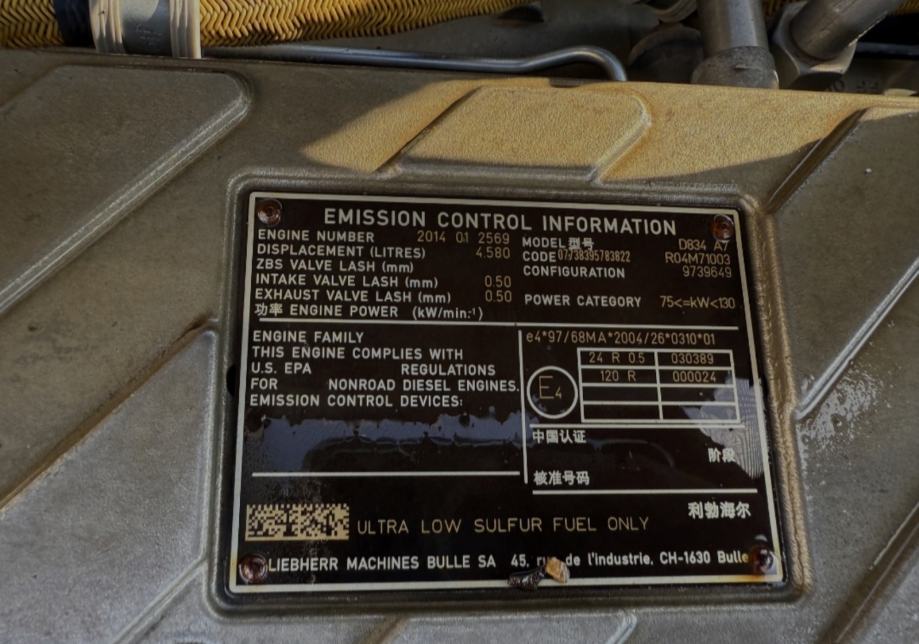 EMISSION CONTROL INFORMATION
ENGINE NUMBER 2014 01 2569
DISPLACEMENT (LITRES) 4.580
ZBS VALVE LASH (mm)
INTAKE VALVE LASH (mm) 0.50
EXHAUST VALVE LASH (mm) 0.50
功率 ENGINE POWER (kW/min-¹)
MODEL 型号 D834 A7
CODE 07/38395783822 R04M71003
CONFIGURATION 9739649
POWER CATEGORY 75<=kW<130
ENGINE FAMILY
THIS ENGINE COMPLIES WITH
U.S. EPA REGULATIONS
FOR NONROAD DIESEL ENGINES.
EMISSION CONTROL DEVICES:
e4*97/68MA*2004/26*0310*01
E4
24 R 0.5 030389
120 R 000024
中国认证
阶段
核准号码
利勃海尔
ULTRA LOW SULFUR FUEL ONLY
LIEBHERR MACHINES BULLE SA 45, rue de l'industrie, CH-1630 Bulle